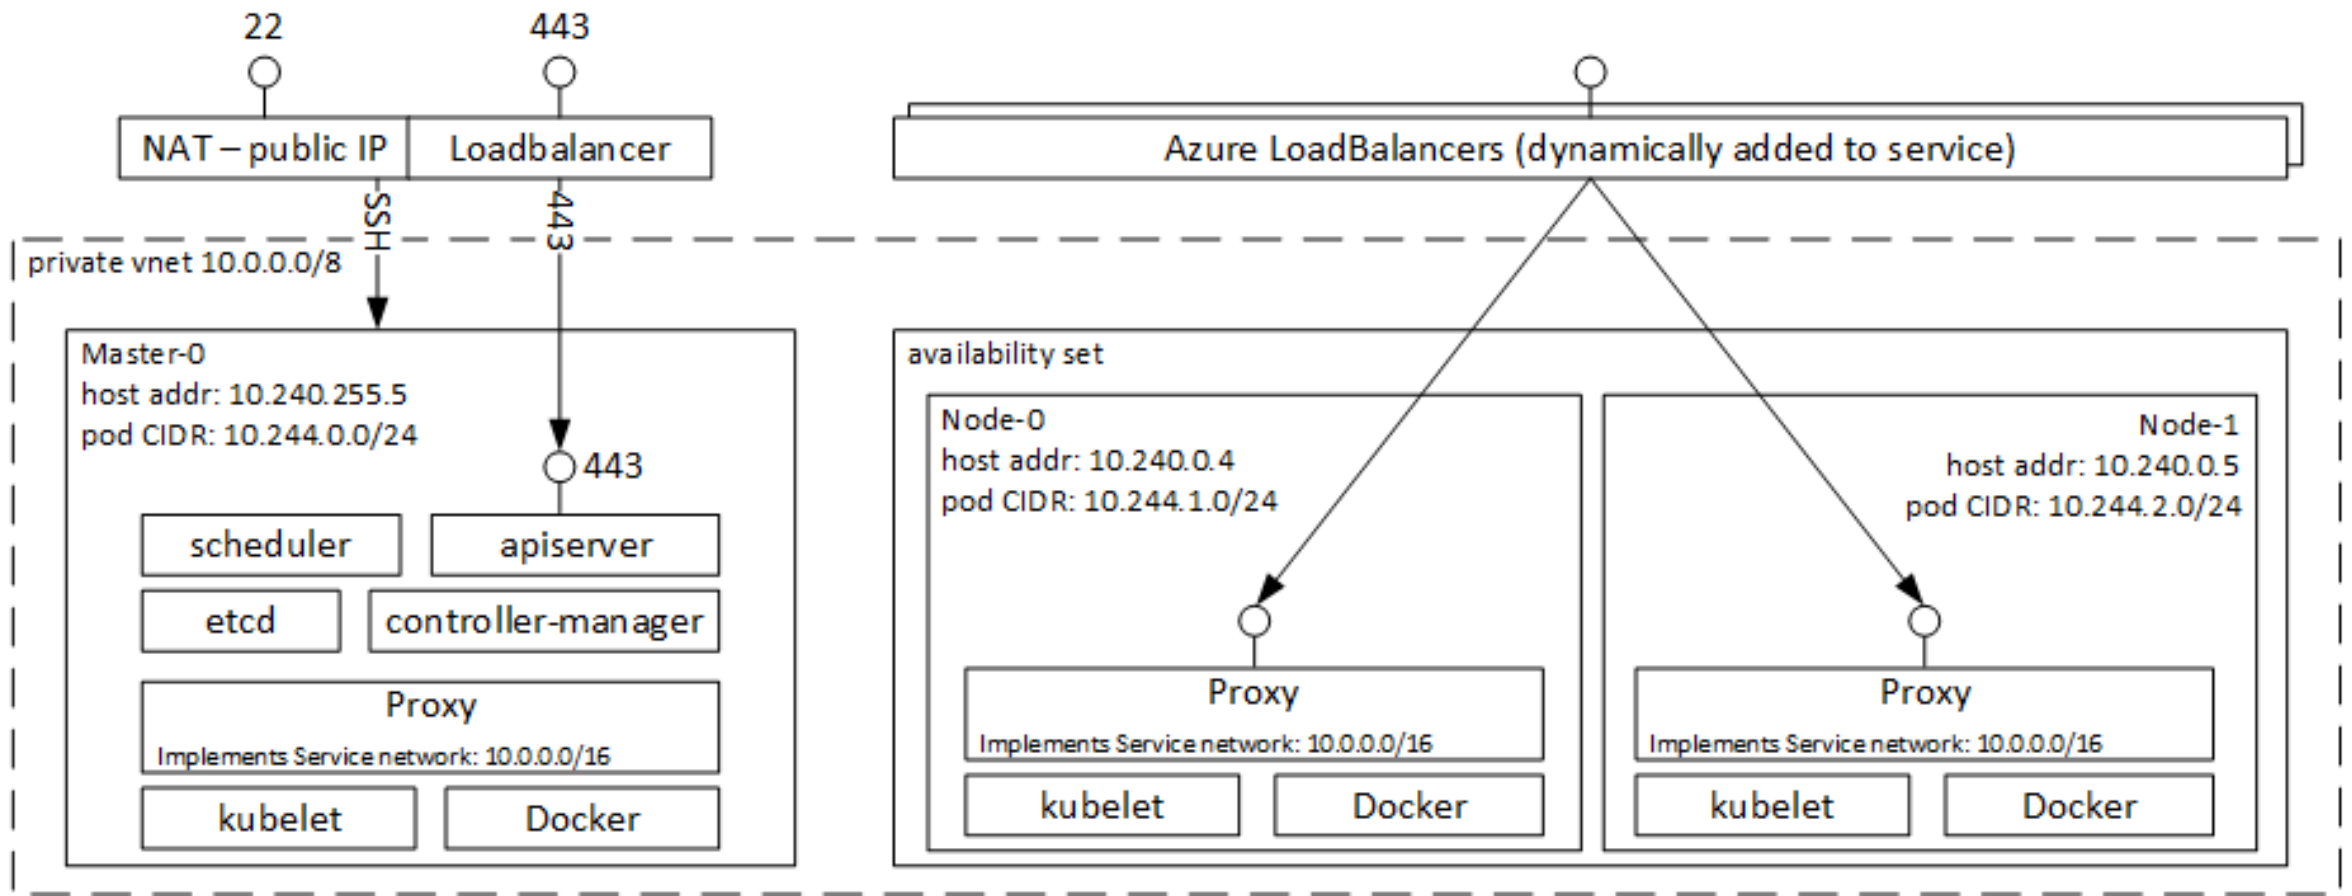 22
443
NAT – public IP
Loadbalancer
Azure LoadBalancers (dynamically added to service)
SSH
443
private vnet 10.0.0.0/8
Master-0
host addr: 10.240.255.5
pod CIDR: 10.244.0.0/24
443
scheduler
apiserver
etcd
controller-manager
Proxy
Implements Service network: 10.0.0.0/16
kubelet
Docker
availability set
Node-0
host addr: 10.240.0.4
pod CIDR: 10.244.1.0/24
Proxy
Implements Service network: 10.0.0.0/16
kubelet
Docker
Node-1
host addr: 10.240.0.5
pod CIDR: 10.244.2.0/24
Proxy
Implements Service network: 10.0.0.0/16
kubelet
Docker